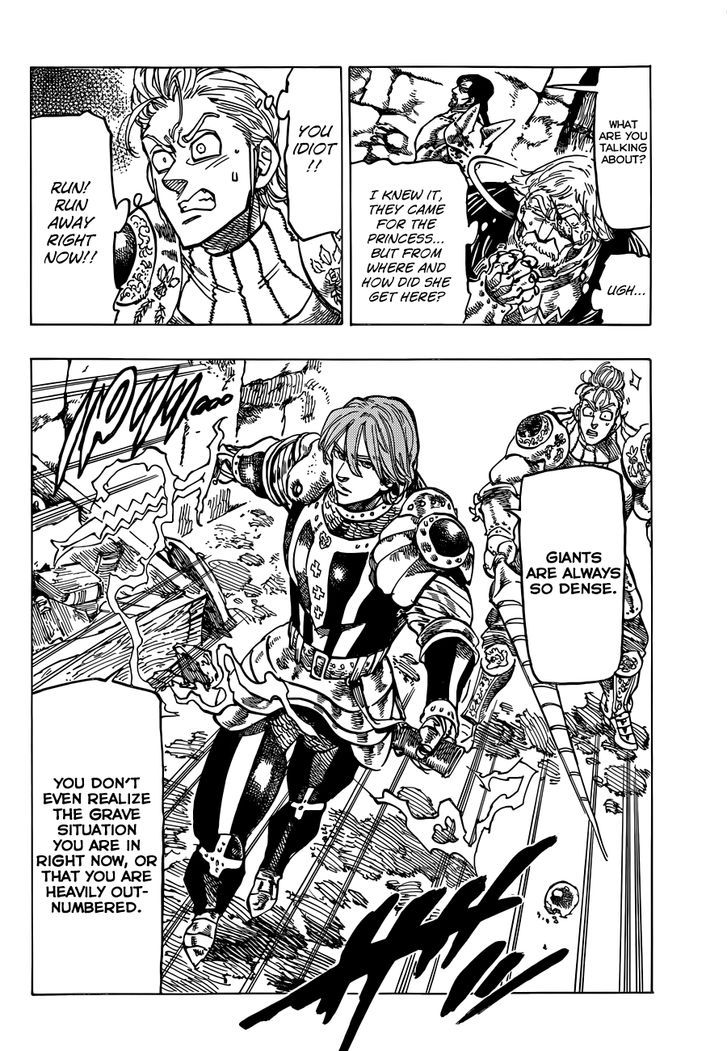 WHAT
ARE YOU
TALKING
ABOUT?
I KNEW IT,
THEY CAME
FOR THE
PRINCESS...
BUT FROM
WHERE AND
HOW DID SHE
GET HERE?
UGH...
YOU
IDIOT
!!
RUN!
RUN
AWAY
RIGHT
NOW!!
GIANTS
ARE ALWAYS
SO DENSE.
YOU DON'T
EVEN REALIZE
THE GRAVE
SITUATION
YOU ARE IN
RIGHT NOW, OR
THAT YOU ARE
HEAVILY OUT-
NUMBERED.